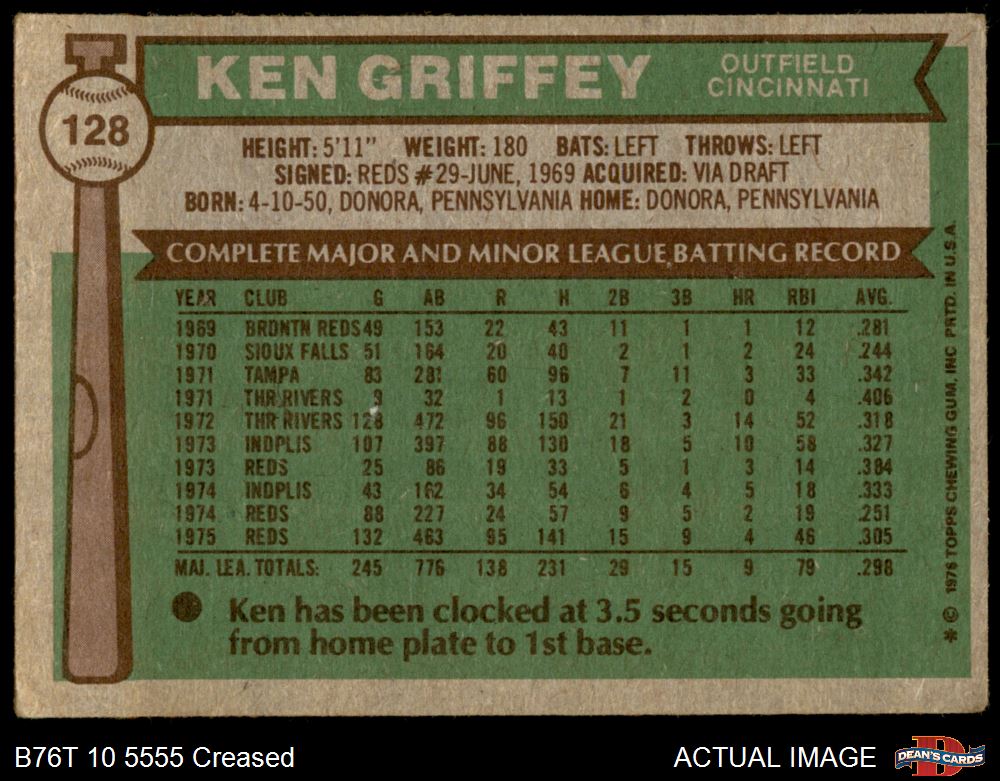 KEN GRIFFEY
OUTFIELD
CINCINNATI
128
HEIGHT: 5'11" WEIGHT: 180 BATS: LEFT THROWS: LEFT
SIGNED: REDS #29-JUNE, 1969 ACQUIRED: VIA DRAFT
BORN: 4-10-50, DONORA, PENNSYLVANIA HOME: DONORA, PENNSYLVANIA
COMPLETE MAJOR AND MINOR LEAGUE BATTING RECORD
YEAR CLUB G AB R H 2B 3B HR RBI AVG.
1969 BRDNTN REDS 49 153 22 43 11 1 1 12 .281
1970 SIOUX FALLS 51 164 20 40 2 1 2 24 .244
1971 TAMPA 83 281 60 96 7 11 3 33 .342
1971 THR RIVERS 9 32 1 13 1 2 0 4 .406
1972 THR RIVERS 128 472 96 150 21 3 14 52 .318
1973 INDPLIS 107 397 88 130 18 5 10 58 .327
1973 REDS 25 86 19 33 5 1 3 14 .384
1974 INDPLIS 43 162 34 54 6 4 5 18 .333
1974 REDS 88 227 24 57 9 5 2 19 .251
1975 REDS 132 463 95 141 15 9 4 46 .305
MAJ. LEA. TOTALS: 245 776 138 231 29 15 9 79 .298
Ken has been clocked at 3.5 seconds going
from home plate to 1st base.
* © 1976 TOPPS CHEWING GUM, INC PRTD. IN U.S.A.
B76T 10 5555 Creased
ACTUAL IMAGE
D
DEAN'S CARDS